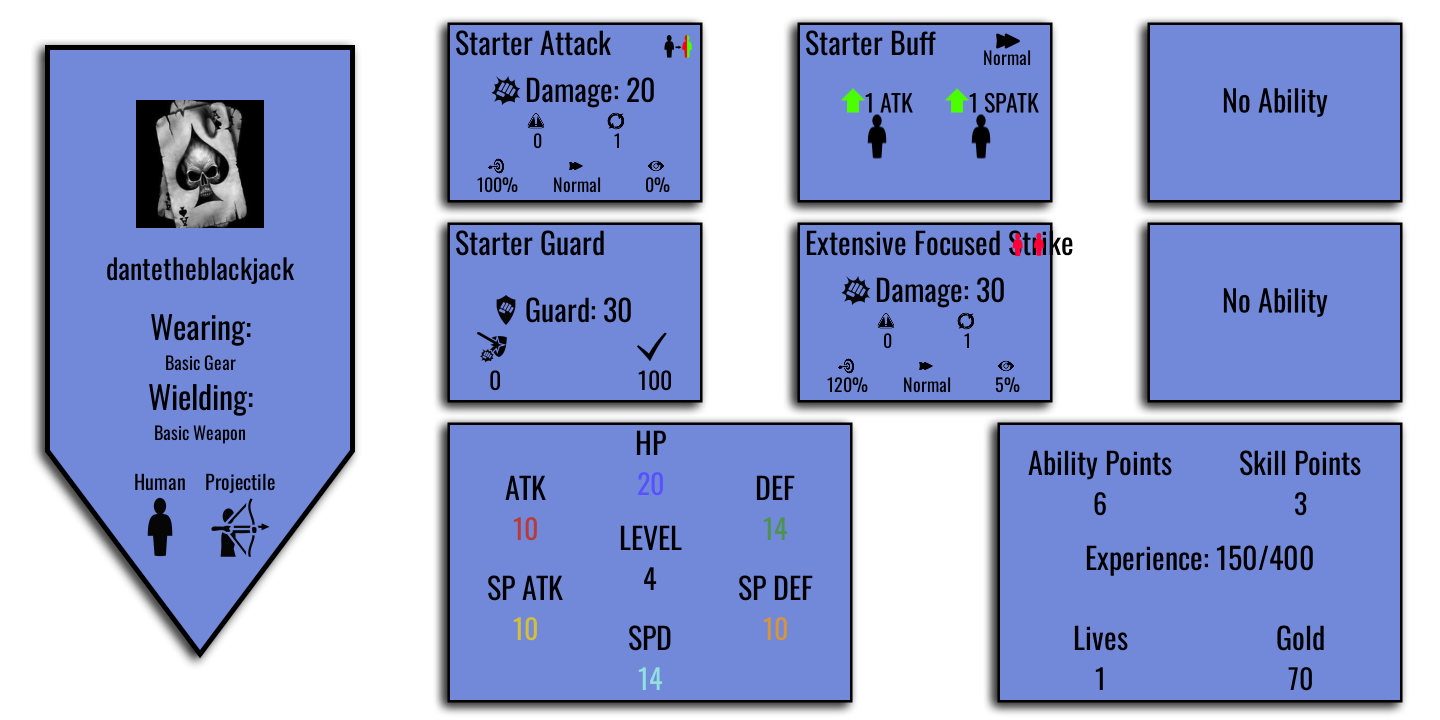 dantetheblackjack
Wearing:
Basic Gear
Wielding:
Basic Weapon
Human Projectile
Starter Attack
Damage: 20
0 1
100% Normal 0%
Starter Buff
Normal
1 ATK 1 SPATK
No Ability
Starter Guard
Guard: 30
0 100
Extensive Focused Strike
Damage: 30
0 1
120% Normal 5%
No Ability
HP
20
ATK DEF
10 14
LEVEL
4
SP ATK SP DEF
10 10
SPD
14
Ability Points Skill Points
6 3
Experience: 150/400
Lives Gold
1 70